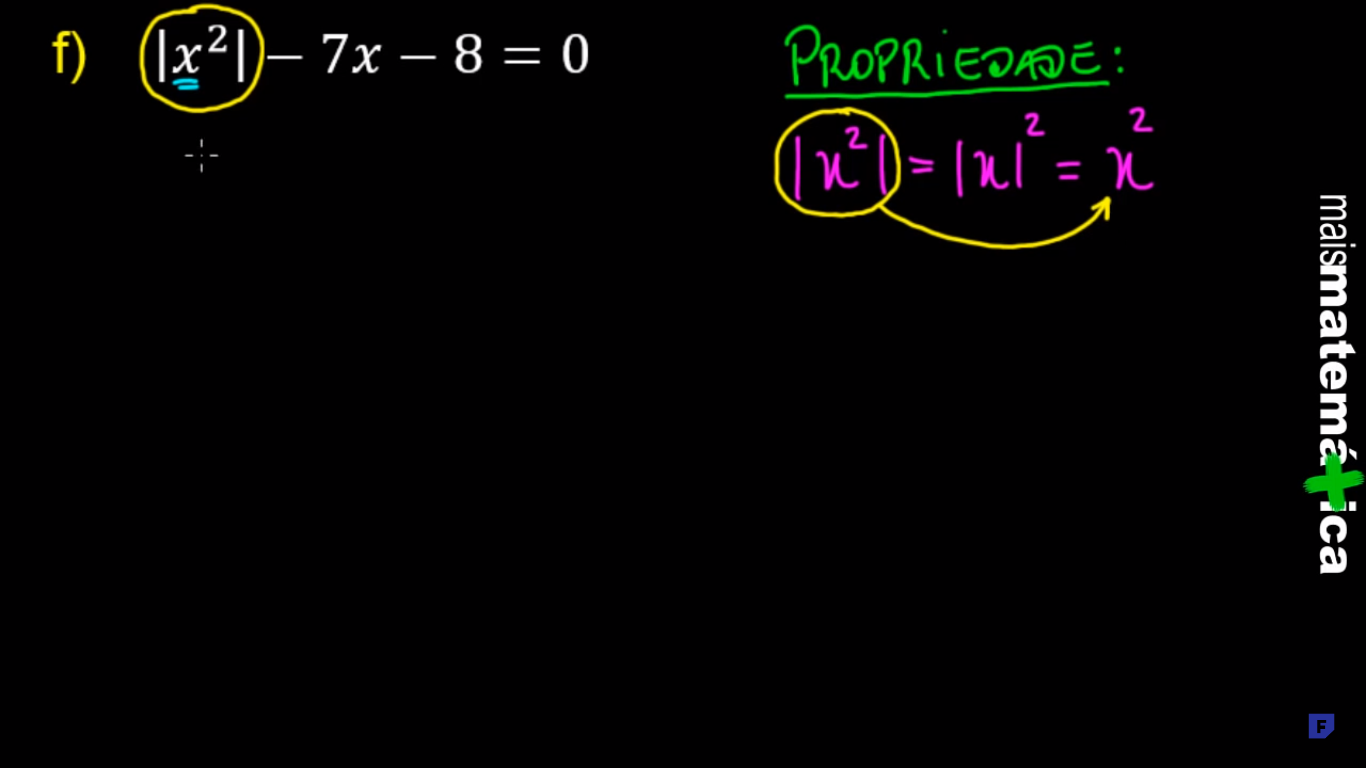 f) |x²| − 7x − 8 = 0
PROPRIEDADE:
|x²| = |x|² = x²
maismatemática
F